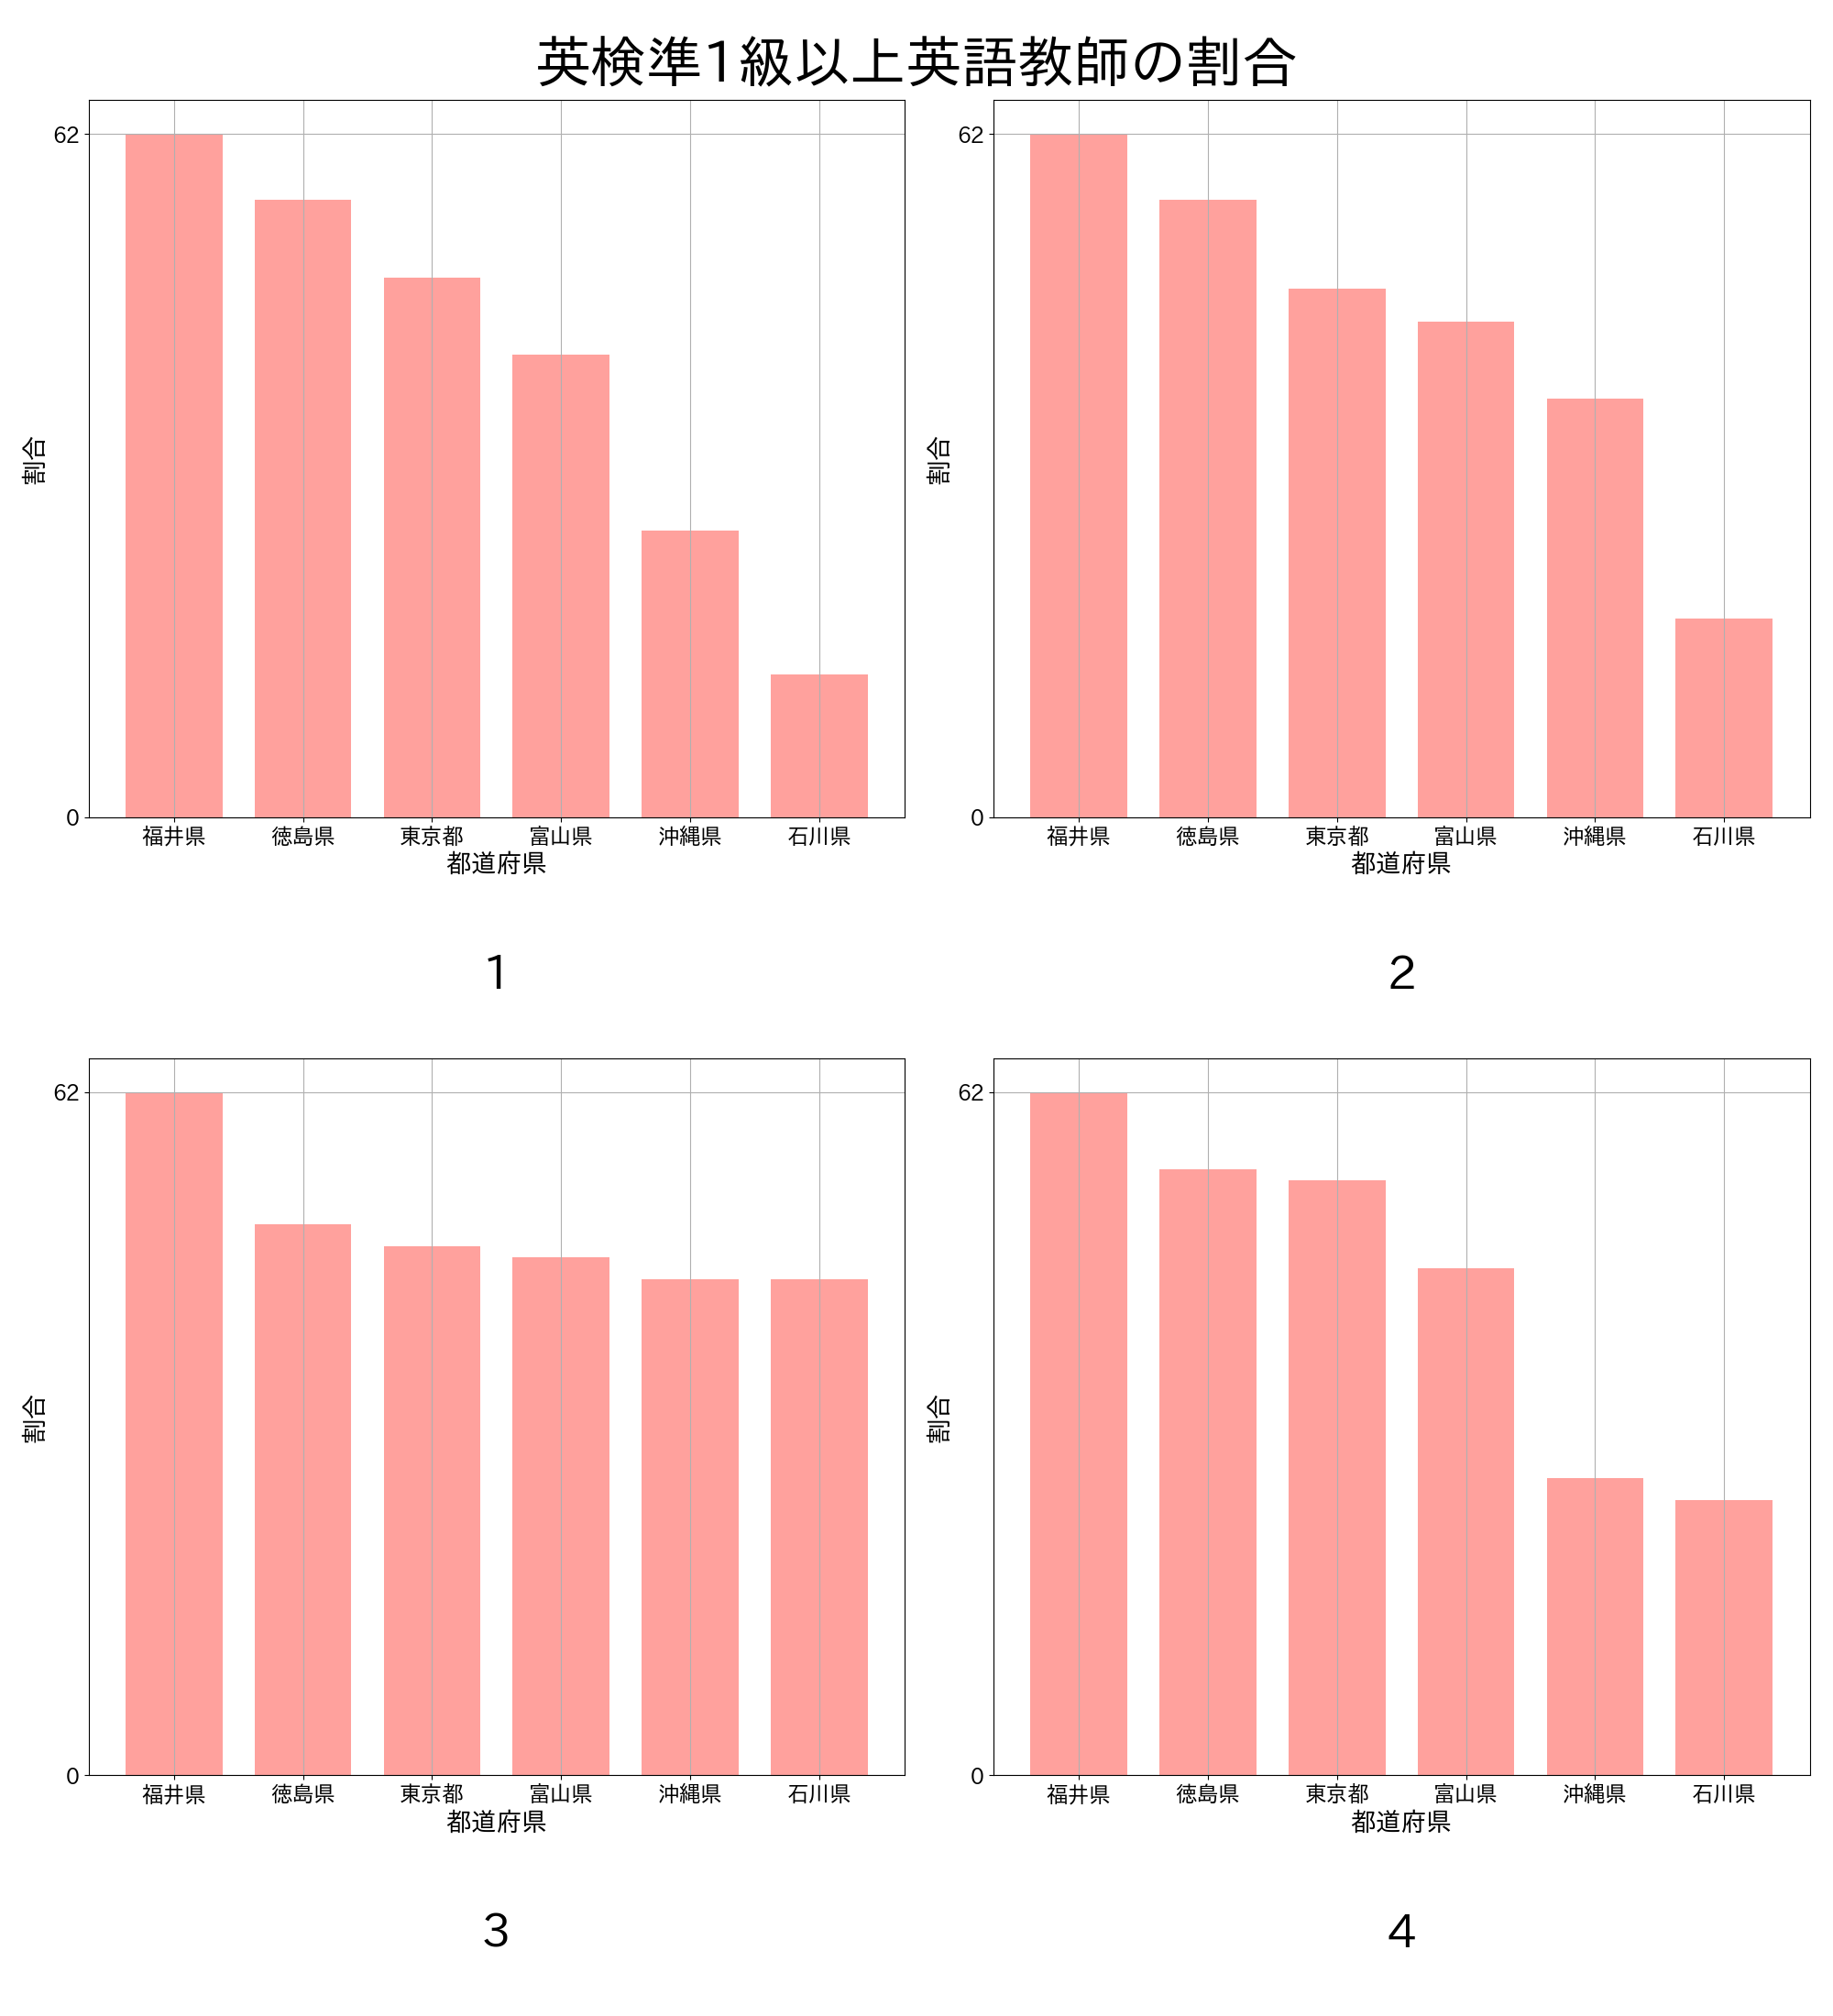 英検準1級以上英語教師の割合
62
0
割合
福井県 徳島県 東京都 富山県 沖縄県 石川県
都道府県
1
62
0
割合
福井県 徳島県 東京都 富山県 沖縄県 石川県
都道府県
2
62
0
割合
福井県 徳島県 東京都 富山県 沖縄県 石川県
都道府県
3
62
0
割合
福井県 徳島県 東京都 富山県 沖縄県 石川県
都道府県
4